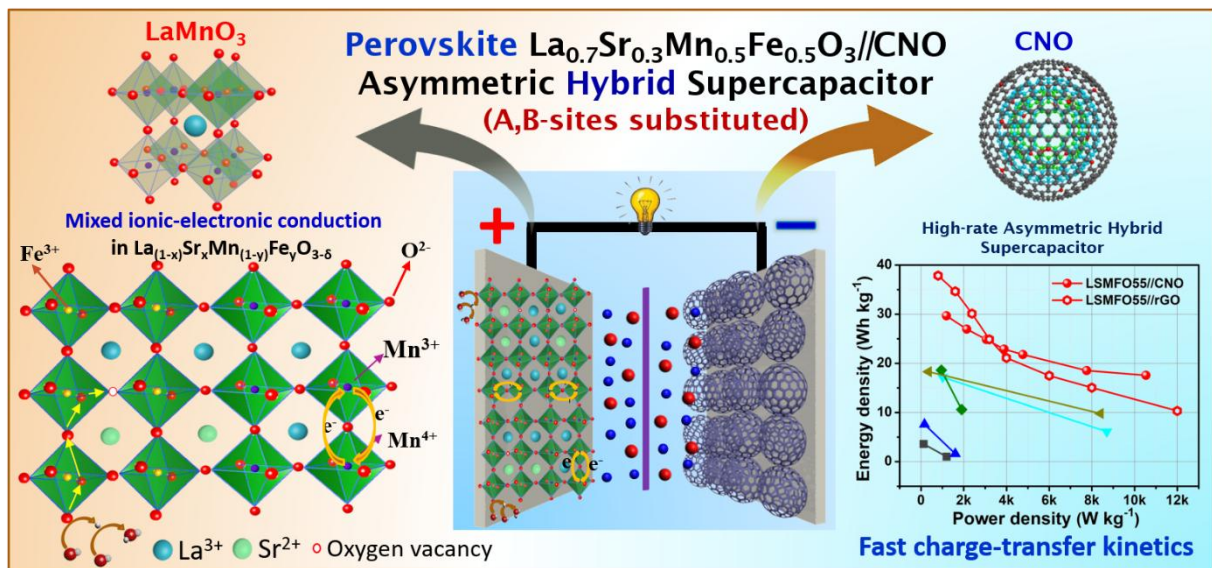 LaMnO₃
Perovskite La₀.₇Sr₀.₃Mn₀.₅Fe₀.₅O₃//CNO
Asymmetric Hybrid Supercapacitor
(A,B-sites substituted)
CNO
Mixed ionic-electronic conduction
in La₍₁₋ₓ₎SrₓMn₍₁₋ᵧ₎FeᵧO₃₋δ
Fe³⁺
O²⁻
Mn³⁺
e⁻
e⁻
Mn⁴⁺
La³⁺
Sr²⁺
Oxygen vacancy
+
−
e⁻
e⁻
High-rate Asymmetric Hybrid
Supercapacitor
LSMFO55//CNO
LSMFO55//rGO
Energy density (Wh kg⁻¹)
40
30
20
10
0
0 2k 4k 6k 8k 10k 12k
Power density (W kg⁻¹)
Fast charge-transfer kinetics